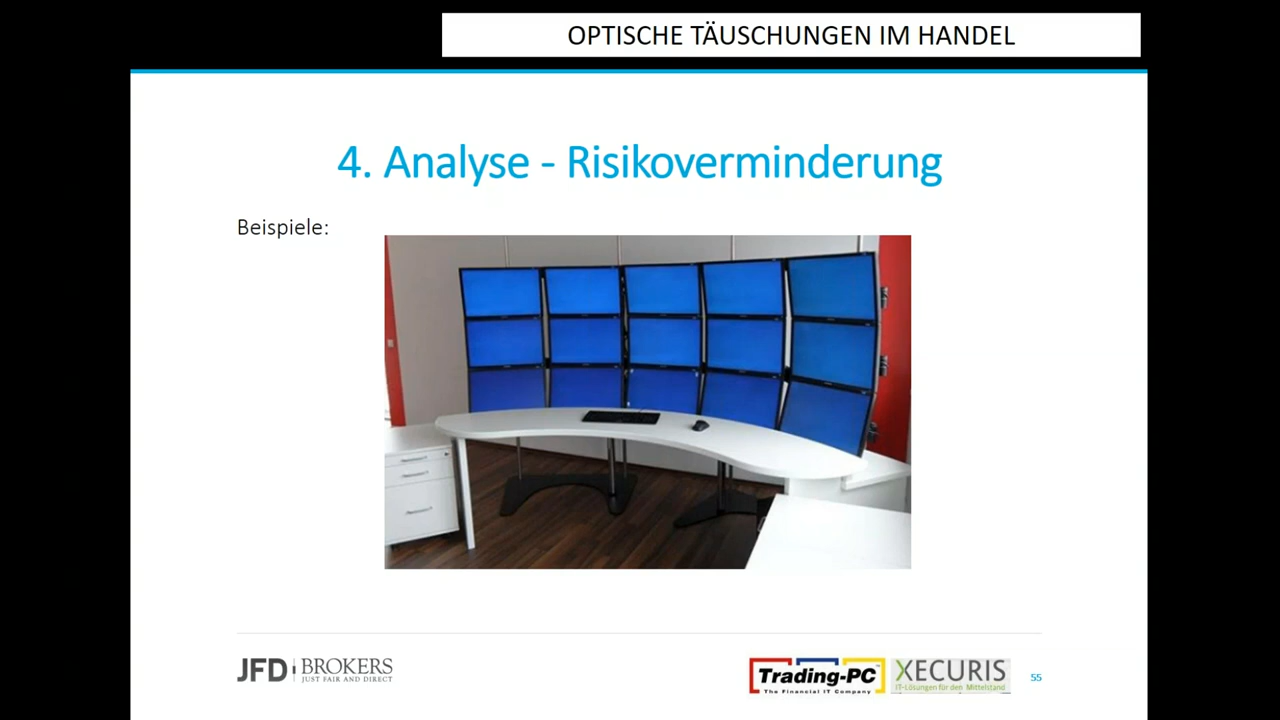 OPTISCHE TÄUSCHUNGEN IM HANDEL
4. Analyse - Risikoverminderung
Beispiele:
JFD BROKERS
JUST FAIR AND DIRECT
Trading-PC™
The Financial IT Company
XECURIS
IT-Lösungen für den Mittelstand
55